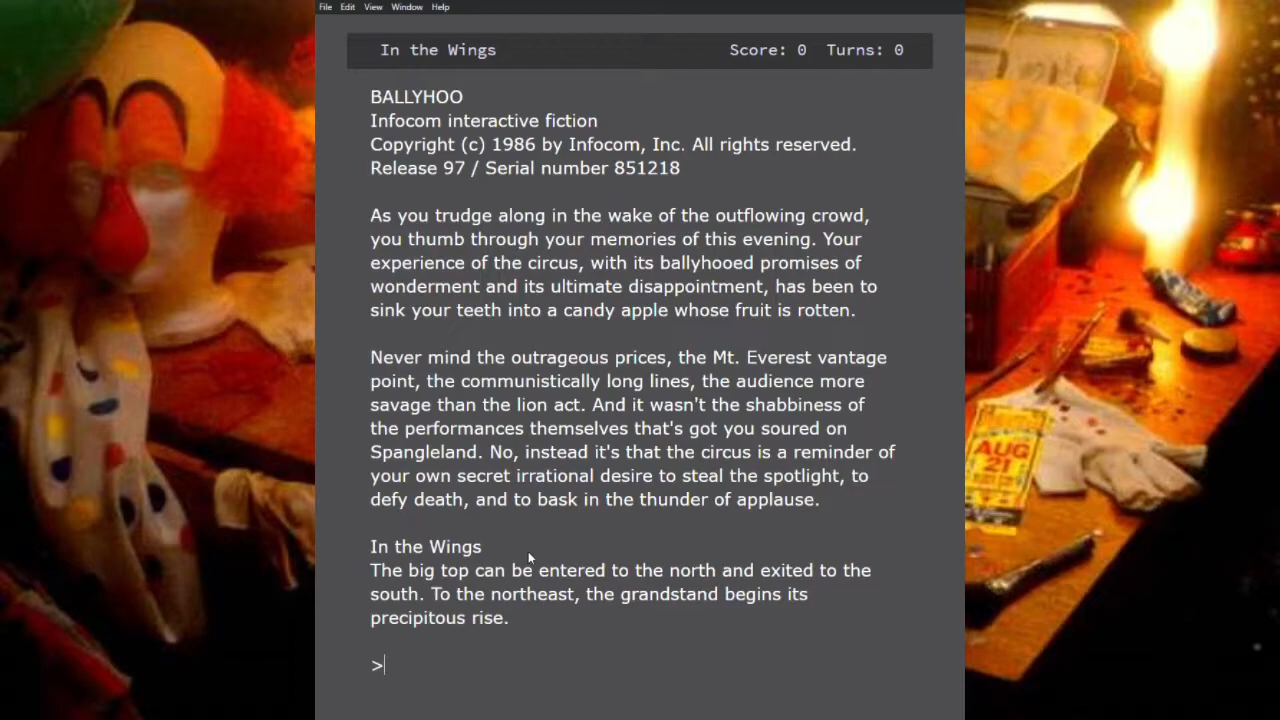 File Edit View Window Help
In the Wings Score: 0 Turns: 0
BALLYHOO
Infocom interactive fiction
Copyright (c) 1986 by Infocom, Inc. All rights reserved.
Release 97 / Serial number 851218
As you trudge along in the wake of the outflowing crowd,
you thumb through your memories of this evening. Your
experience of the circus, with its ballyhooed promises of
wonderment and its ultimate disappointment, has been to
sink your teeth into a candy apple whose fruit is rotten.
Never mind the outrageous prices, the Mt. Everest vantage
point, the communistically long lines, the audience more
savage than the lion act. And it wasn't the shabbiness of
the performances themselves that's got you soured on
Spangleland. No, instead it's that the circus is a reminder of
your own secret irrational desire to steal the spotlight, to
defy death, and to bask in the thunder of applause.
In the Wings
The big top can be entered to the north and exited to the
south. To the northeast, the grandstand begins its
precipitous rise.
>
AUG
21